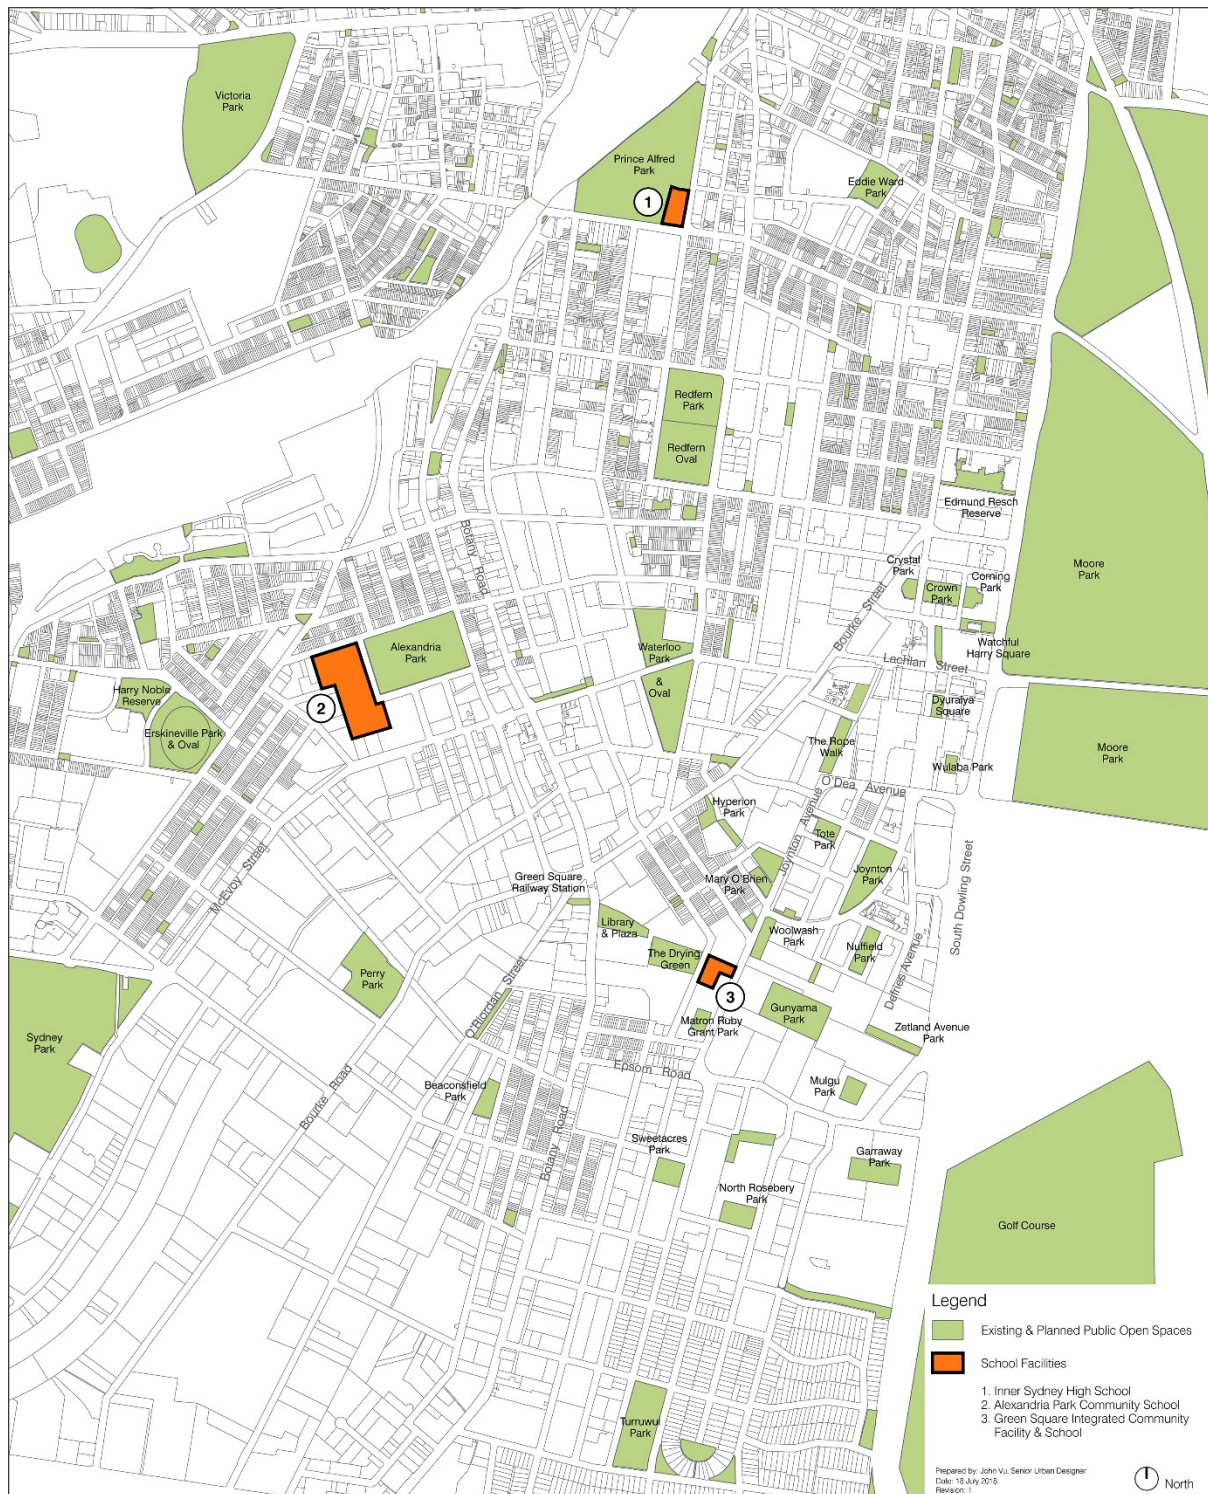 Victoria
Park
Prince Alfred
Park
1
Eddie Ward
Park
Redfern
Park
Redfern
Oval
Edmund Resch
Reserve
Botany Road
Moore
Park
Crystal
Park
Crown
Park
Corning
Park
Bourke Street
Watchful
Harry Square
Lachlan Street
Alexandria
Park
Waterloo
Park
& Oval
Harry Noble
Reserve
2
Erskineville Park
& Oval
Dyuralya
Square
The Rope
Walk
Wulaba Park
Moore
Park
O'Dea Avenue
Hyperion
Park
Joynton Avenue
Tote
Park
McEvoy Street
Green Square
Railway Station
Mary O'Brien
Park
Joynton
Park
South Dowling Street
Library
& Plaza
Woolwash
Park
Nuffield
Park
The Drying
Green
3
Perry
Park
O'Riordan Street
Defries Avenue
Gunyama
Park
Matron Ruby
Grant Park
Zetland Avenue
Park
Sydney
Park
Epsom Road
Bourke Road
Beaconsfield
Park
Mulgu
Park
Botany Road
Sweetacres
Park
Garraway
Park
North Rosebery
Park
Golf Course
Turruwul
Park
Legend
Existing & Planned Public Open Spaces
School Facilities
1. Inner Sydney High School
2. Alexandria Park Community School
3. Green Square Integrated Community
Facility & School
Prepared by: John Vu, Senior Urban Designer
Date: 18 July 2018
Revision: 1
North